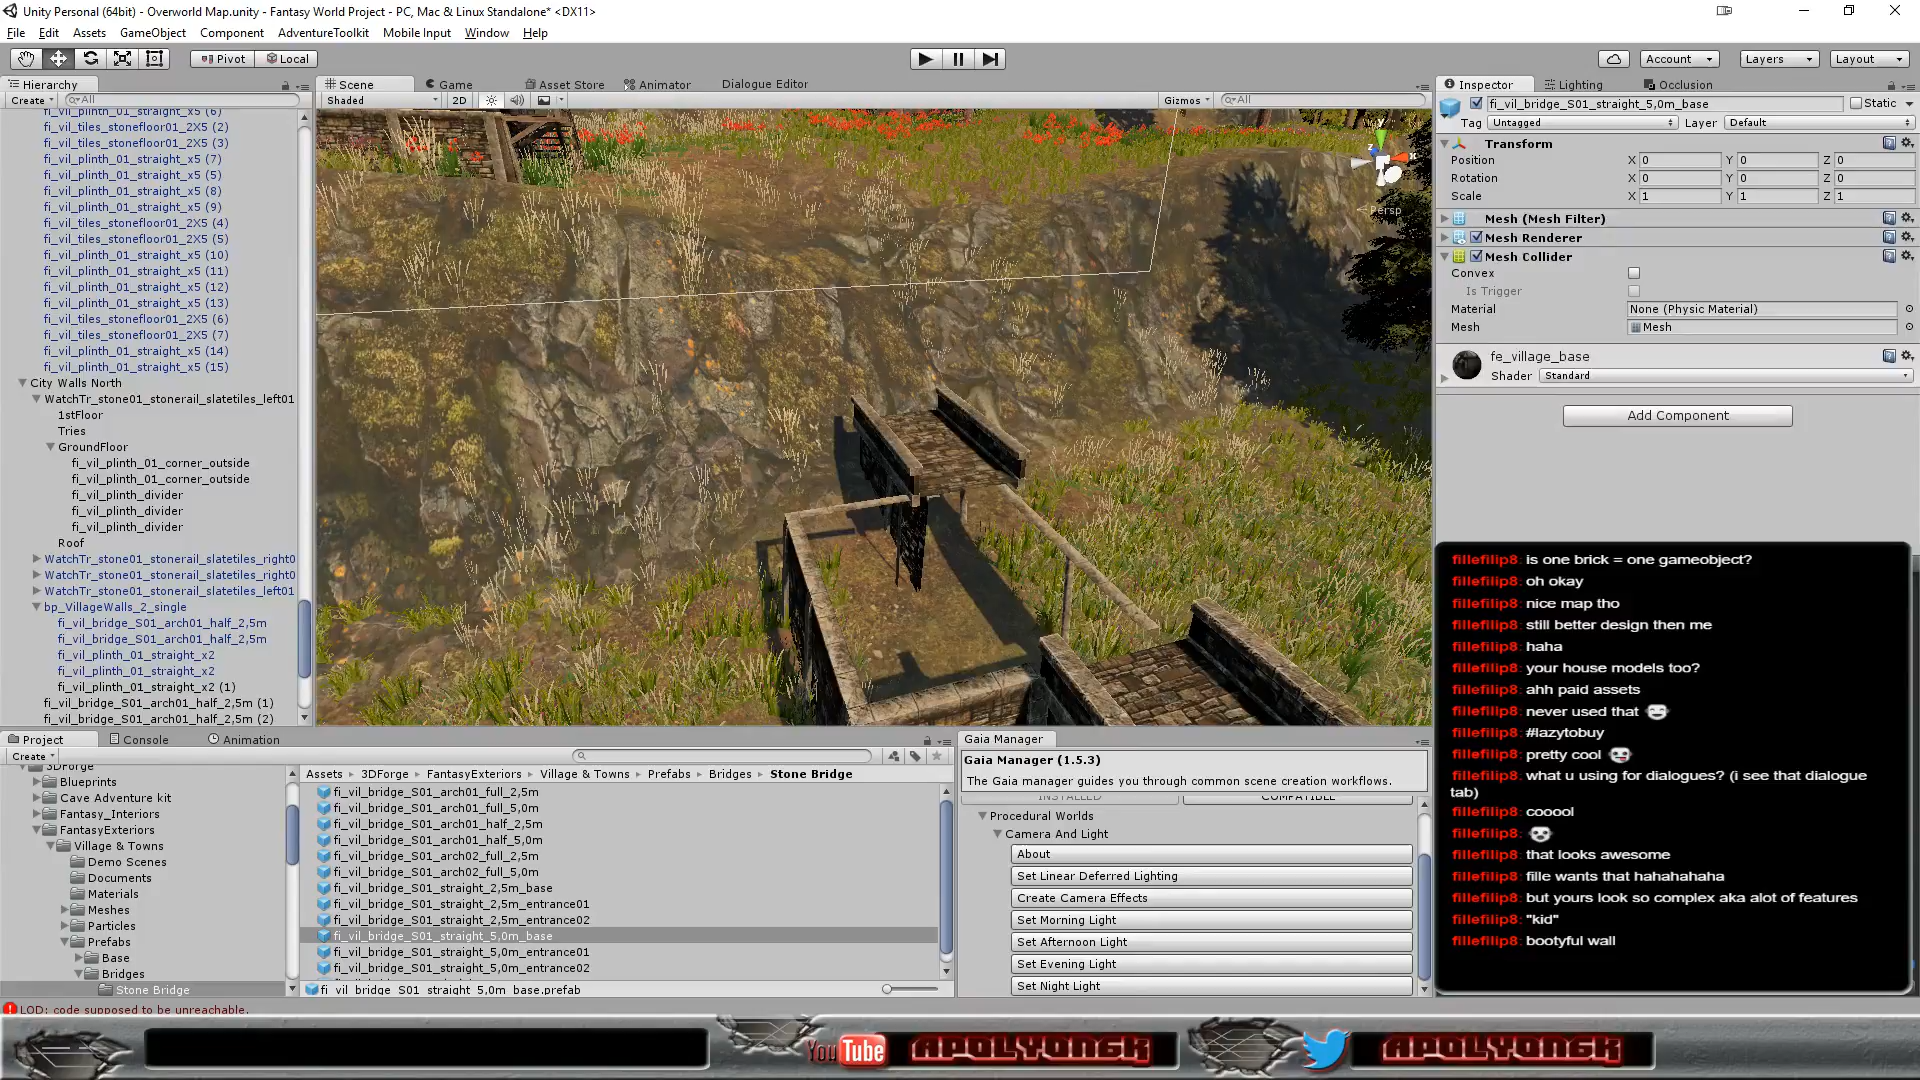 Unity Personal (64bit) - Overworld Map.unity - Fantasy World Project - PC, Mac & Linux Standalone* <DX11>
File Edit Assets GameObject Component AdventureToolkit Mobile Input Window Help
Pivot Local Account Layers Layout
Hierarchy
Create All
fi_vil_plinth_01_straight_x5 (6)
fi_vil_tiles_stonefloor01_2X5 (2)
fi_vil_tiles_stonefloor01_2X5 (3)
fi_vil_plinth_01_straight_x5 (7)
fi_vil_plinth_01_straight_x5 (5)
fi_vil_plinth_01_straight_x5 (8)
fi_vil_plinth_01_straight_x5 (9)
fi_vil_tiles_stonefloor01_2X5 (4)
fi_vil_tiles_stonefloor01_2X5 (5)
fi_vil_plinth_01_straight_x5 (10)
fi_vil_plinth_01_straight_x5 (11)
fi_vil_plinth_01_straight_x5 (12)
fi_vil_plinth_01_straight_x5 (13)
fi_vil_tiles_stonefloor01_2X5 (6)
fi_vil_tiles_stonefloor01_2X5 (7)
fi_vil_plinth_01_straight_x5 (14)
fi_vil_plinth_01_straight_x5 (15)
City Walls North
WatchTr_stone01_stonerail_slatetiles_left01
1stFloor
Tries
GroundFloor
fi_vil_plinth_01_corner_outside
fi_vil_plinth_01_corner_outside
fi_vil_plinth_divider
fi_vil_plinth_divider
fi_vil_plinth_divider
Roof
WatchTr_stone01_stonerail_slatetiles_right0
WatchTr_stone01_stonerail_slatetiles_right0
WatchTr_stone01_stonerail_slatetiles_left01
bp_VillageWalls_2_single
fi_vil_bridge_S01_arch01_half_2,5m
fi_vil_bridge_S01_arch01_half_2,5m
fi_vil_plinth_01_straight_x2
fi_vil_plinth_01_straight_x2
fi_vil_plinth_01_straight_x2 (1)
fi_vil_bridge_S01_arch01_half_2,5m (1)
fi_vil_bridge_S01_arch01_half_2,5m (2)
Scene Game Asset Store Animator Dialogue Editor
Shaded 2D Gizmos All
y
x
z
Persp
Inspector Lighting Occlusion
fi_vil_bridge_S01_straight_5,0m_base Static
Tag Untagged Layer Default
Transform
Position X 0 Y 0 Z 0
Rotation X 0 Y 0 Z 0
Scale X 1 Y 1 Z 1
Mesh (Mesh Filter)
Mesh Renderer
Mesh Collider
Convex
Is Trigger
Material None (Physic Material)
Mesh Mesh
fe_village_base
Shader Standard
Add Component
fillefilip8: is one brick = one gameobject?
fillefilip8: oh okay
fillefilip8: nice map tho
fillefilip8: still better design then me
fillefilip8: haha
fillefilip8: your house models too?
fillefilip8: ahh paid assets
fillefilip8: never used that
fillefilip8: #lazytobuy
fillefilip8: pretty cool
fillefilip8: what u using for dialogues? (i see that dialogue
tab)
fillefilip8: cooool
fillefilip8:
fillefilip8: that looks awesome
fillefilip8: fille wants that hahahahaha
fillefilip8: but yours look so complex aka alot of features
fillefilip8: "kid"
fillefilip8: bootyful wall
Project Console Animation
Create
3DForge
Blueprints
Cave Adventure kit
Fantasy_Interiors
FantasyExteriors
Village & Towns
Demo Scenes
Documents
Materials
Meshes
Particles
Prefabs
Base
Bridges
Stone Bridge
Assets 3DForge FantasyExteriors Village & Towns Prefabs Bridges Stone Bridge
fi_vil_bridge_S01_arch01_full_2,5m
fi_vil_bridge_S01_arch01_full_5,0m
fi_vil_bridge_S01_arch01_half_2,5m
fi_vil_bridge_S01_arch01_half_5,0m
fi_vil_bridge_S01_arch02_full_2,5m
fi_vil_bridge_S01_arch02_full_5,0m
fi_vil_bridge_S01_straight_2,5m_base
fi_vil_bridge_S01_straight_2,5m_entrance01
fi_vil_bridge_S01_straight_2,5m_entrance02
fi_vil_bridge_S01_straight_5,0m_base
fi_vil_bridge_S01_straight_5,0m_entrance01
fi_vil_bridge_S01_straight_5,0m_entrance02
fi_vil_bridge_S01_straight_5,0m_base.prefab
Gaia Manager
Gaia Manager (1.5.3)
The Gaia manager guides you through common scene creation workflows.
INSTALLED COMPATIBLE
Procedural Worlds
Camera And Light
About
Set Linear Deferred Lighting
Create Camera Effects
Set Morning Light
Set Afternoon Light
Set Evening Light
Set Night Light
LOD: code supposed to be unreachable.
YouTube APOLYONGK APOLYONGK